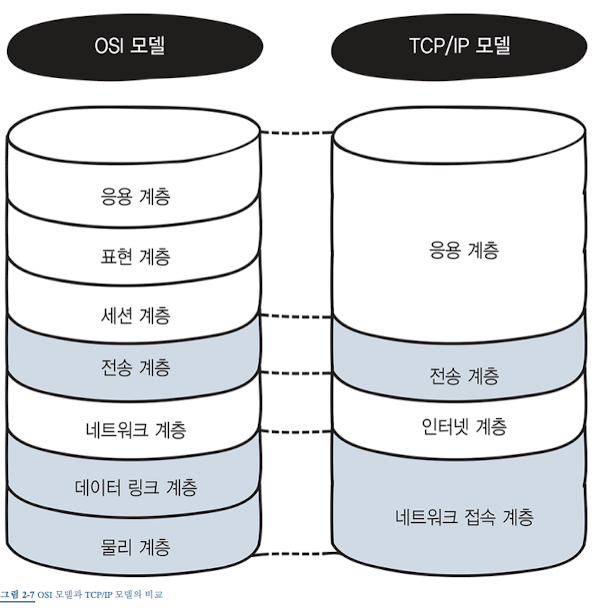 OSI 모델
TCP/IP 모델
응용 계층
표현 계층
세션 계층
전송 계층
네트워크 계층
데이터 링크 계층
물리 계층
응용 계층
전송 계층
인터넷 계층
네트워크 접속 계층
그림 2-7 OSI 모델과 TCP/IP 모델의 비교